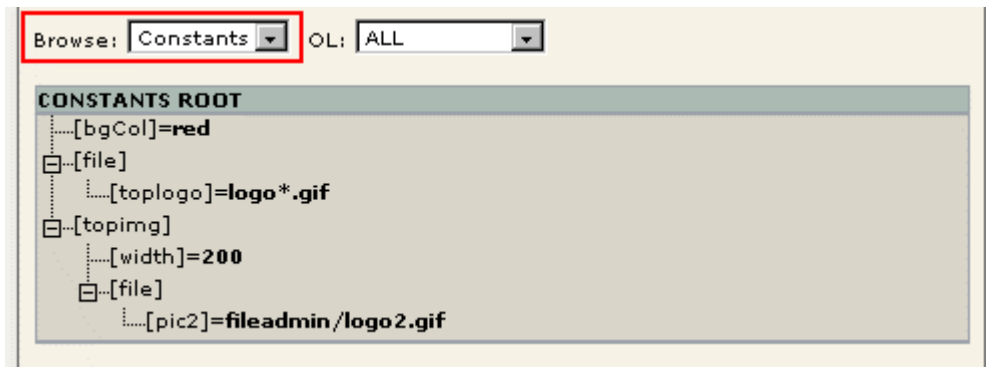 Browse: Constants OL: ALL
CONSTANTS ROOT
[bgCol]=red
[file]
[toplogo]=logo*.gif
[topimg]
[width]=200
[file]
[pic2]=fileadmin/logo2.gif